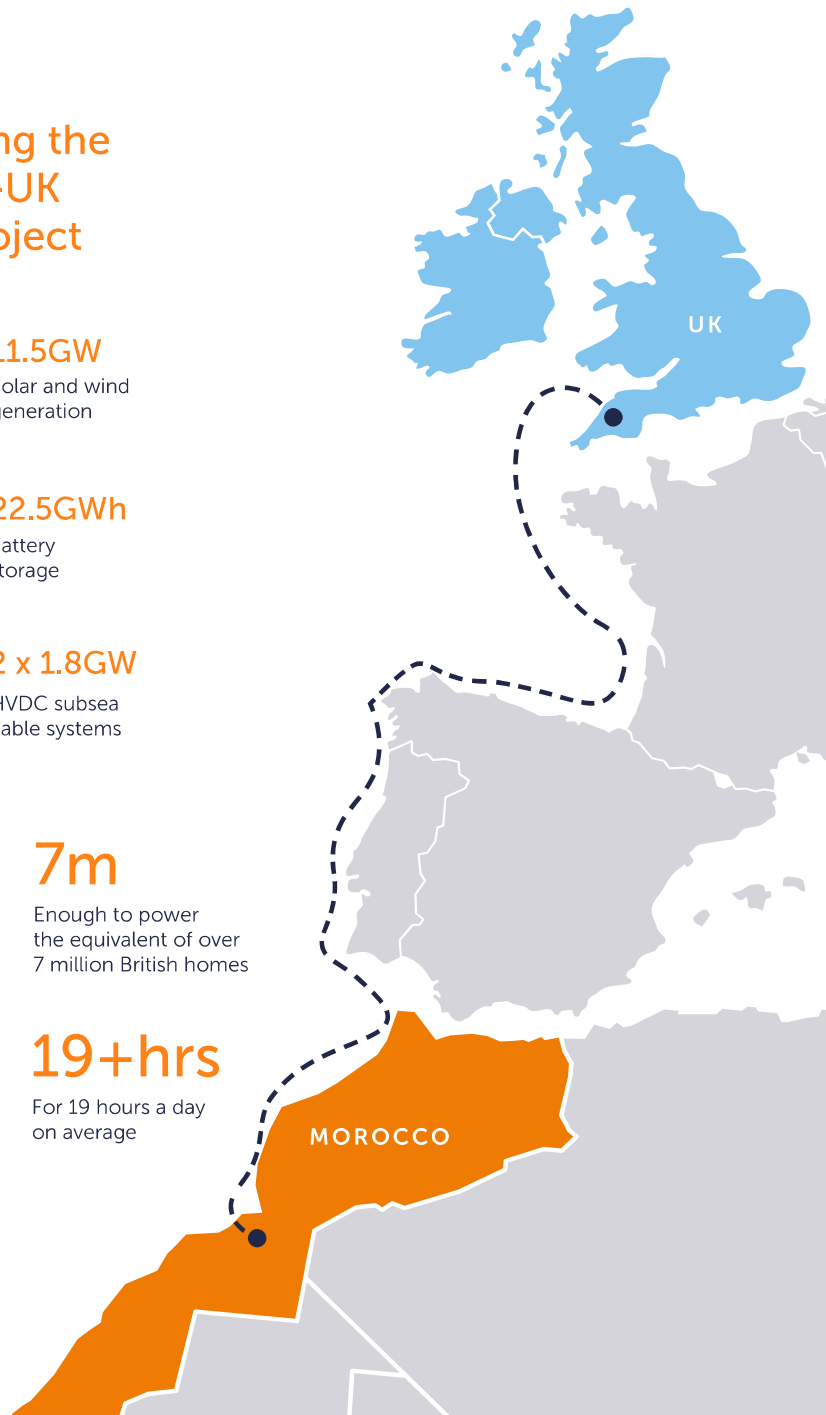 ng the
-UK
oject
11.5GW
olar and wind
generation
22.5GWh
attery
torage
2 x 1.8GW
HVDC subsea
able systems
7m
Enough to power
the equivalent of over
7 million British homes
19+hrs
For 19 hours a day
on average
UK
MOROCCO